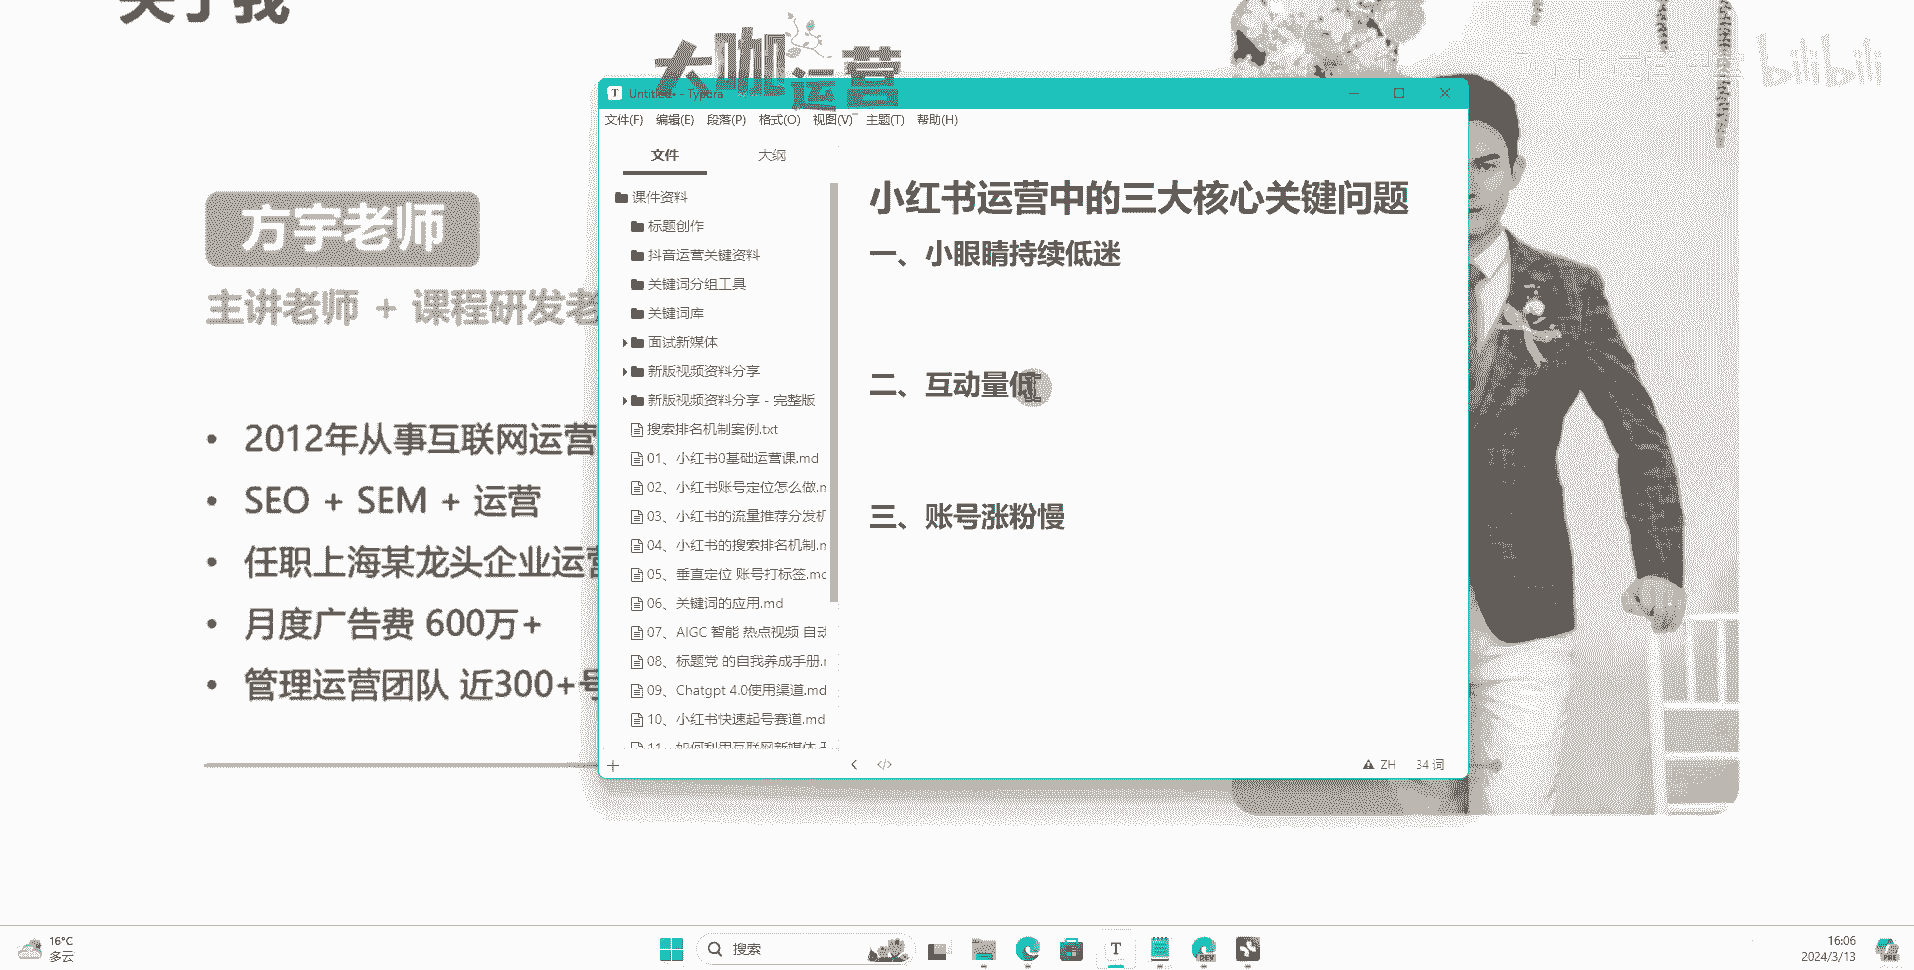 关于我
大咖运营
bilibili
方宇老师
主讲老师 + 课程研发老
• 2012年从事互联网运营
• SEO + SEM + 运营
• 任职上海某龙头企业运营
• 月度广告费 600万+
• 管理运营团队 近300+号
Untitled• - Typora
文件(F) 编辑(E) 段落(P) 格式(O) 视图(V) 主题(T) 帮助(H)
文件 大纲
课件资料
标题创作
抖音运营关键资料
关键词分组工具
关键词库
面试新媒体
新版视频资料分享
新版视频资料分享 - 完整版
搜索排名机制案例.txt
01、小红书0基础运营课.md
02、小红书账号定位怎么做.m
03、小红书的流量推荐分发机
04、小红书的搜索排名机制.m
05、垂直定位 账号打标签.md
06、关键词的应用.md
07、AIGC 智能 热点视频 自动
08、标题党 的自我养成手册.m
09、Chatgpt 4.0使用渠道.md
10、小红书快速起号赛道.md
11、如何利用互联网新媒体
小红书运营中的三大核心关键问题
一、小眼睛持续低迷
二、互动量低
三、账号涨粉慢
ZH 34 词
16°C
多云
搜索
16:06
2024/3/13